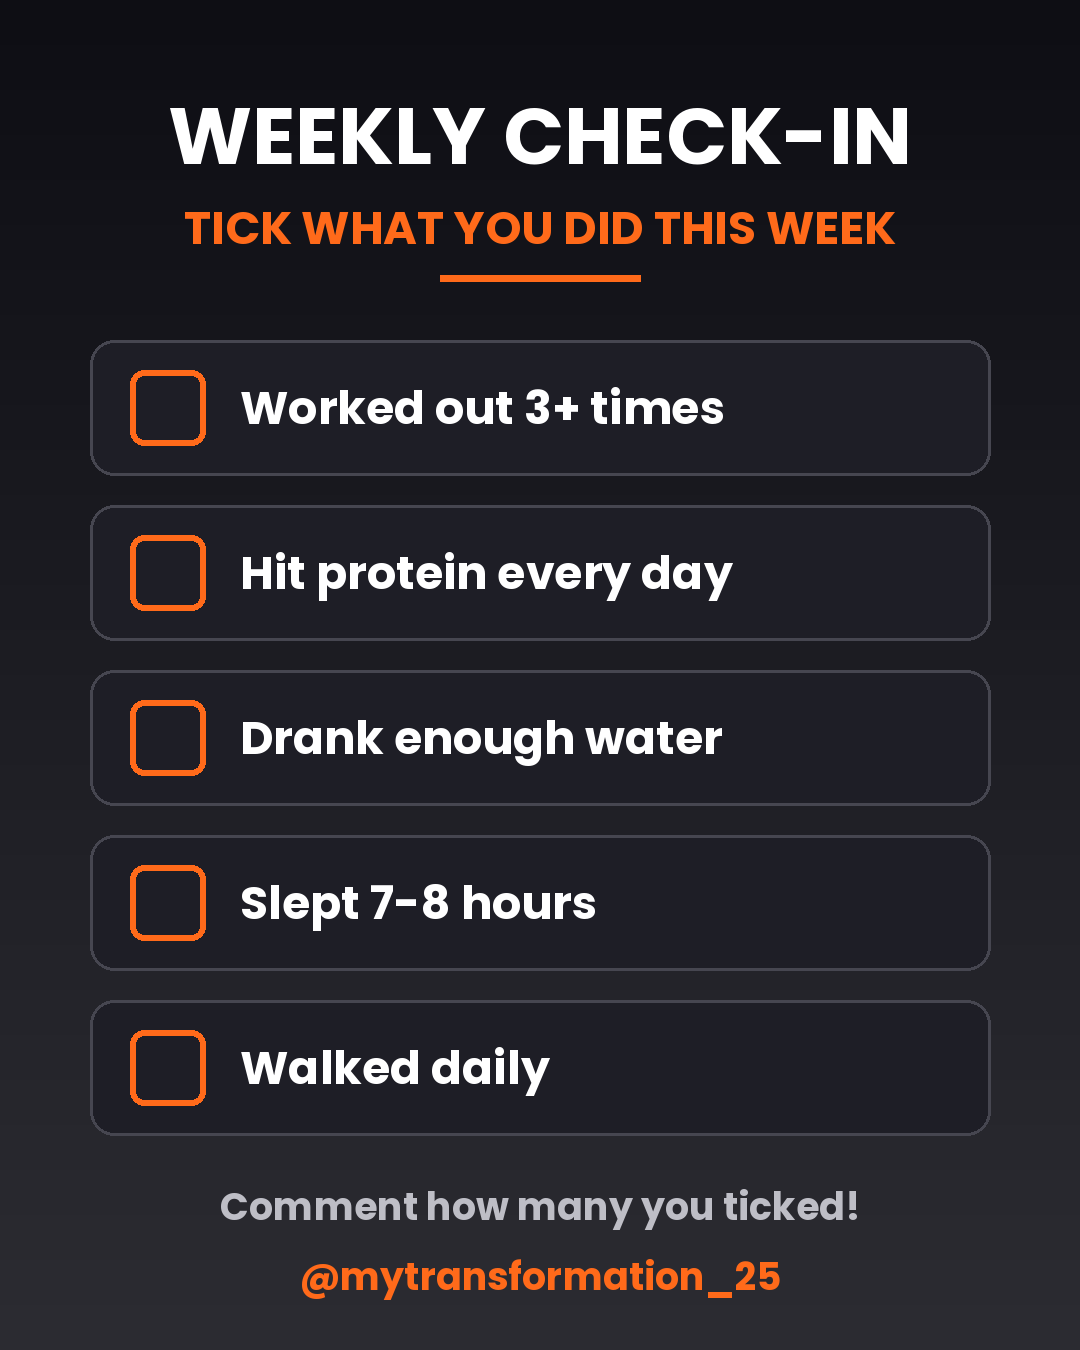 WEEKLY CHECK-IN
TICK WHAT YOU DID THIS WEEK
Worked out 3+ times
Hit protein every day
Drank enough water
Slept 7-8 hours
Walked daily
Comment how many you ticked!
@mytransformation_25